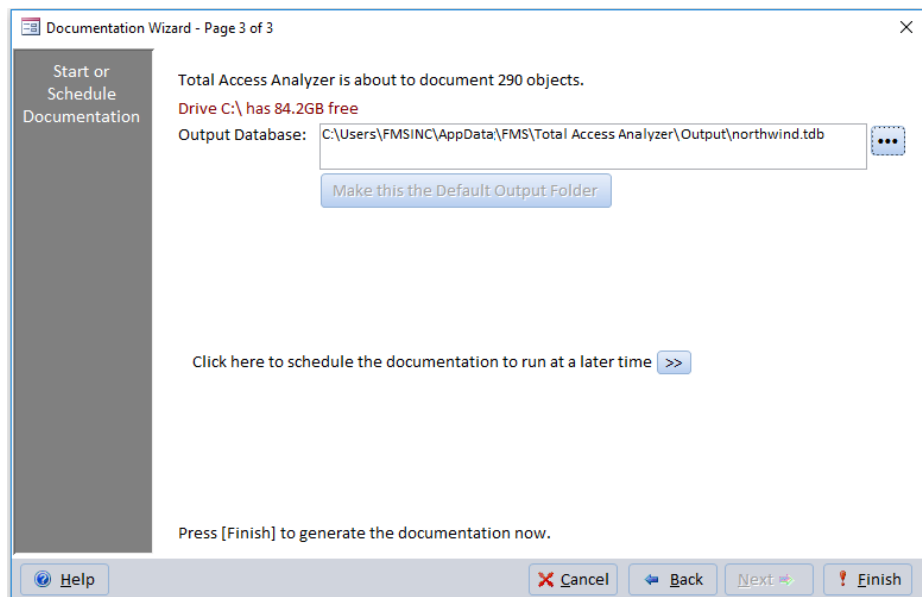 Documentation Wizard - Page 3 of 3
Start or
Schedule
Documentation
Total Access Analyzer is about to document 290 objects.
Drive C:\ has 84.2GB free
Output Database:
C:\Users\FMSINC\AppData\FMS\Total Access Analyzer\Output\northwind.tdb
...
Make this the Default Output Folder
Click here to schedule the documentation to run at a later time >>
Press [Finish] to generate the documentation now.
Help
Cancel
Back
Next
Finish